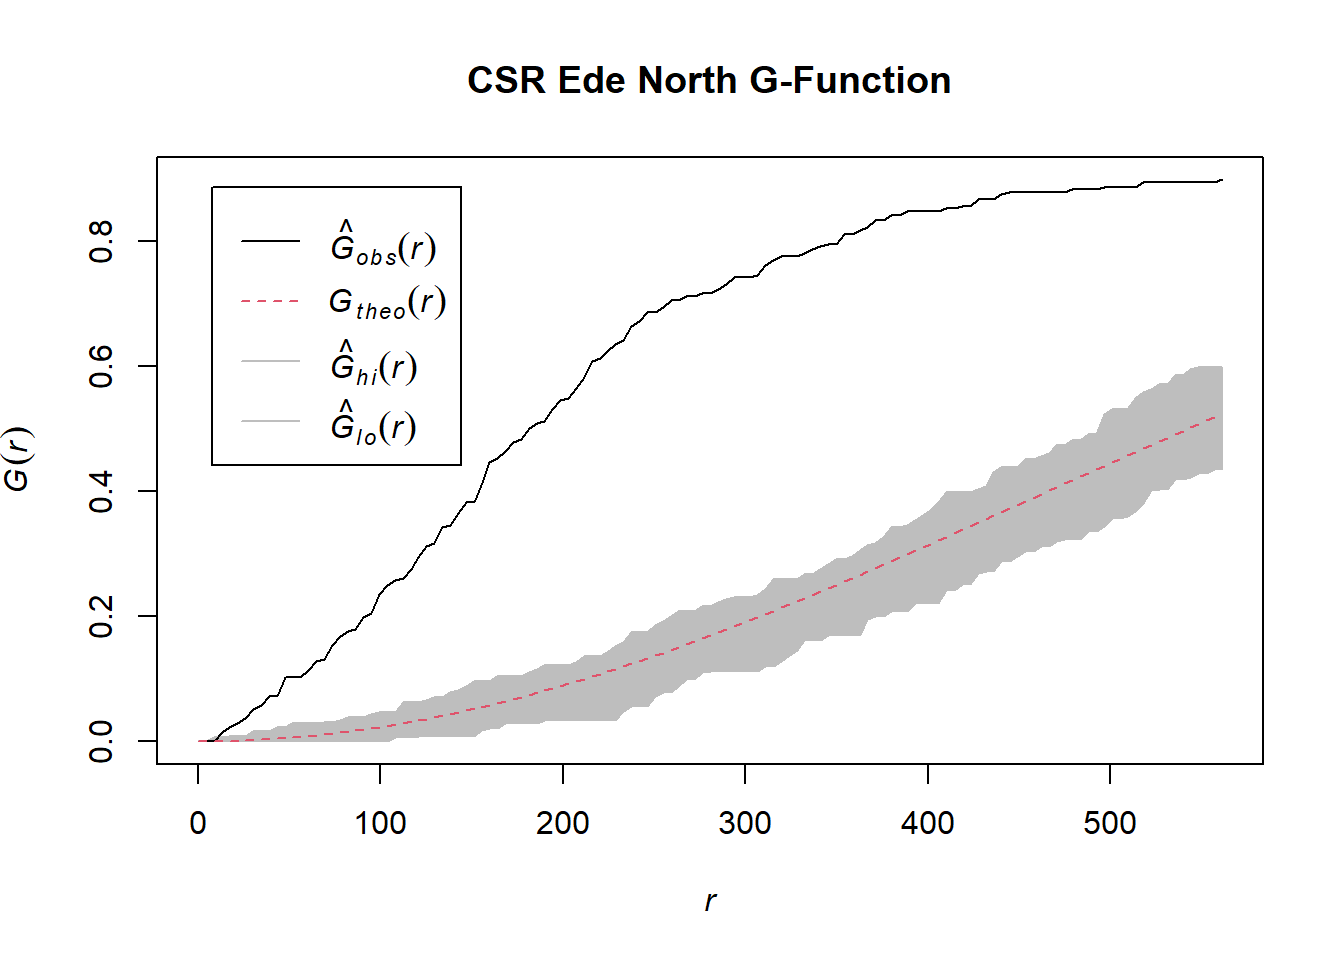 CSR Ede North G-Function
Ĝobs(r)
Gtheo(r)
Ĝhi(r)
Ĝlo(r)
G(r)
0.8
0.6
0.4
0.2
0.0
0 100 200 300 400 500
r